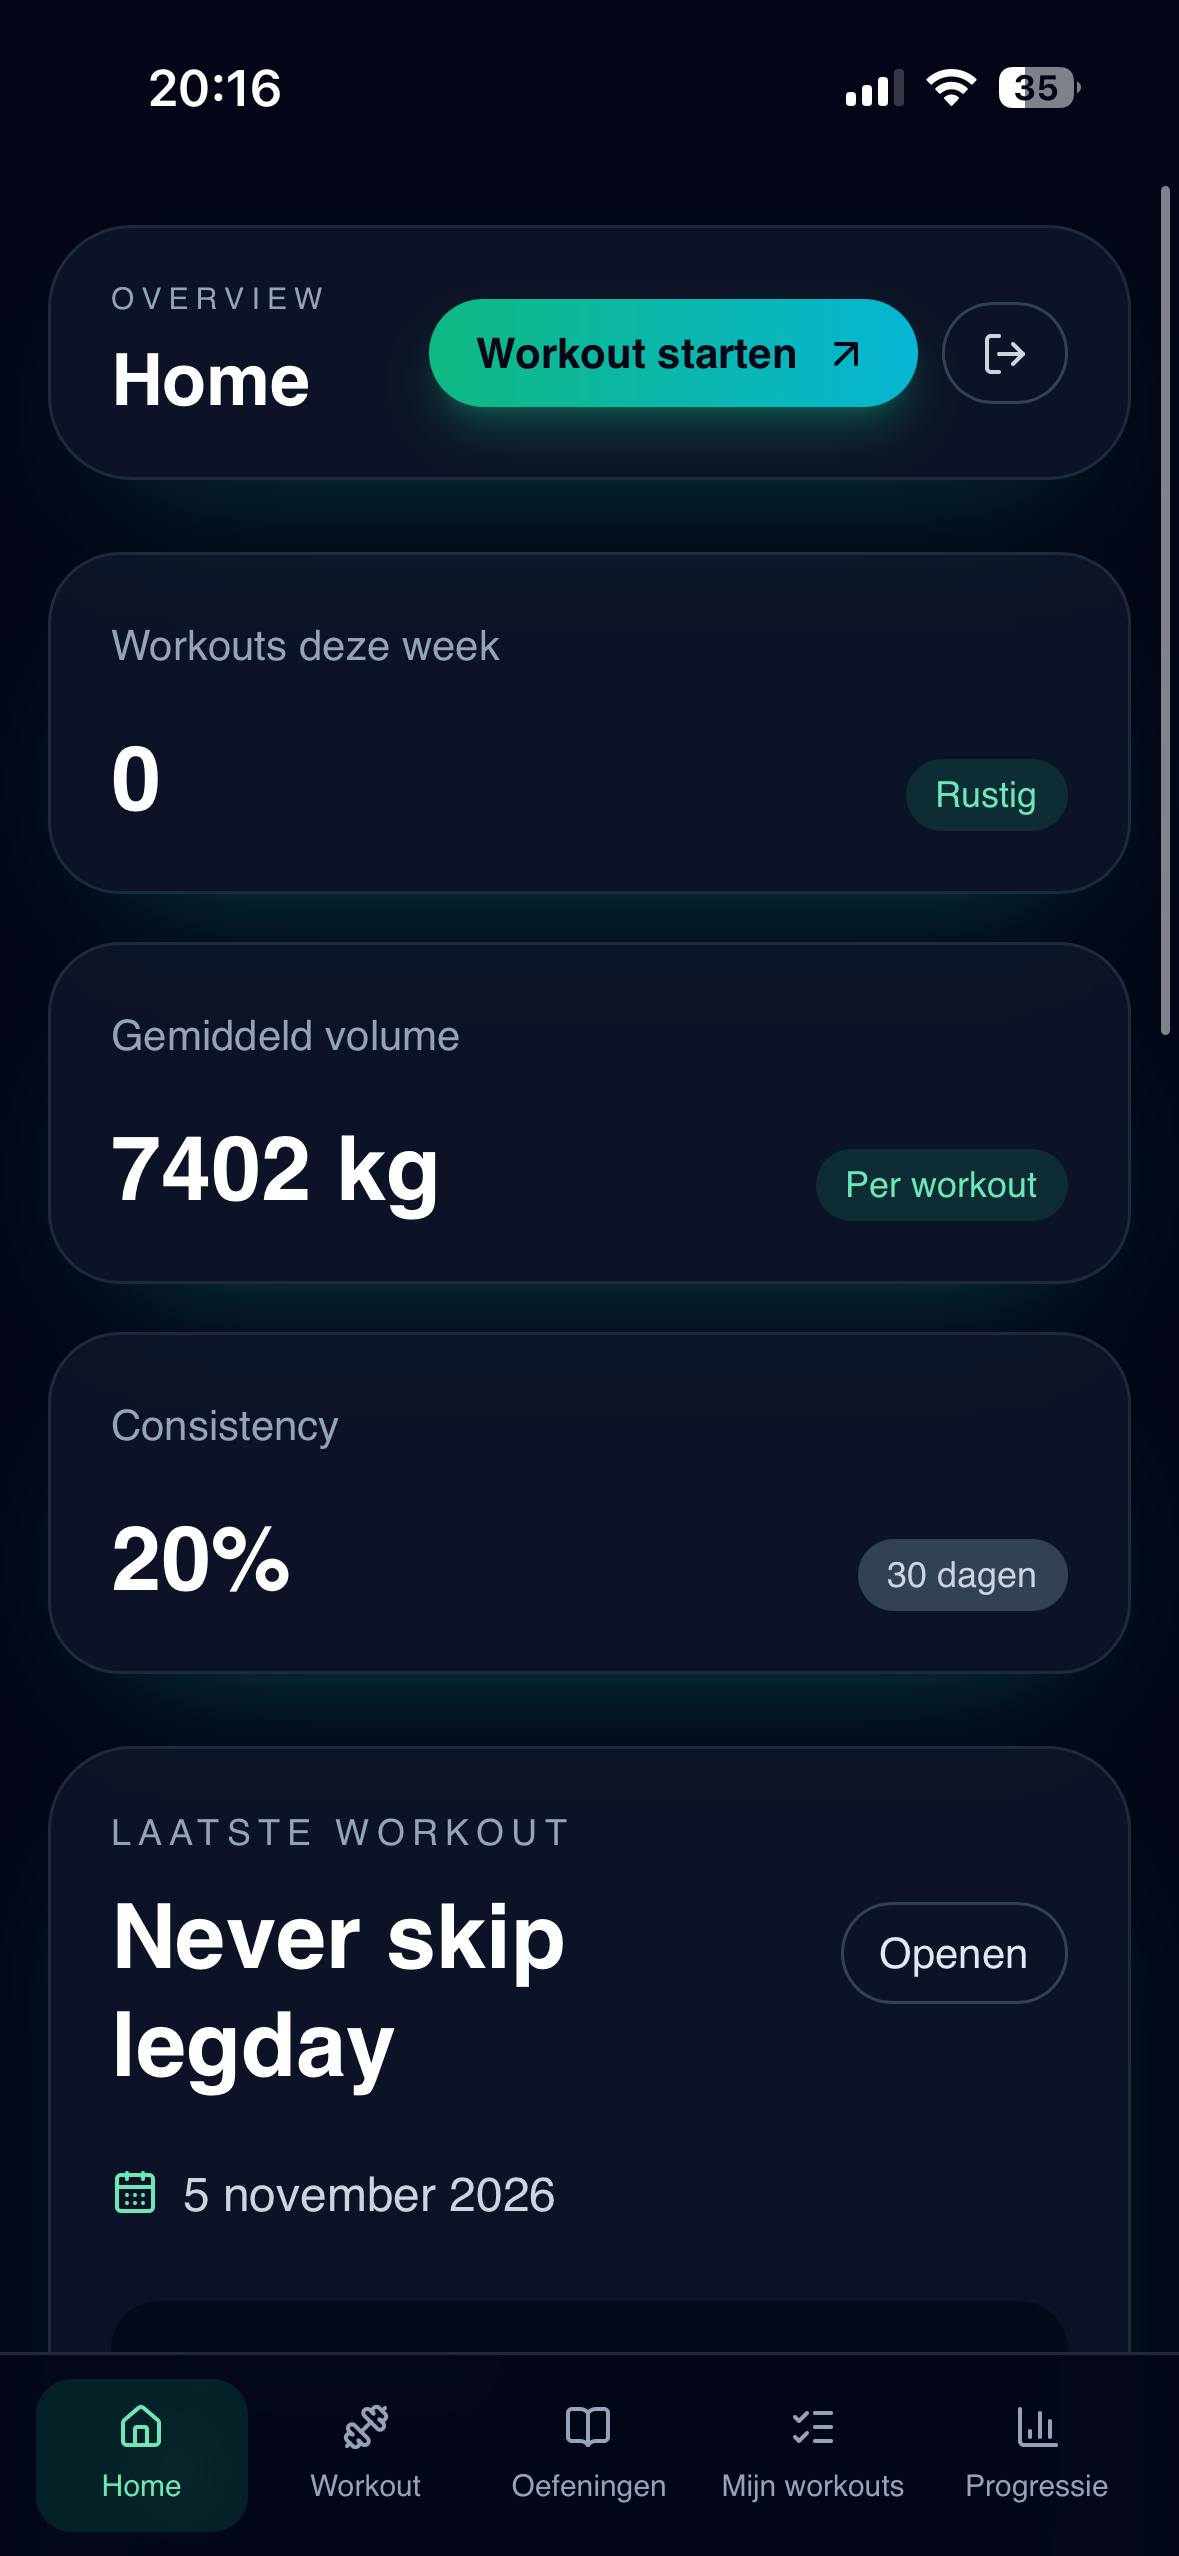 20:16
35
OVERVIEW
Home
Workout starten
Workouts deze week
0
Rustig
Gemiddeld volume
7402 kg
Per workout
Consistency
20%
30 dagen
LAATSTE WORKOUT
Never skip
legday
Openen
5 november 2026
Home
Workout
Oefeningen
Mijn workouts
Progressie